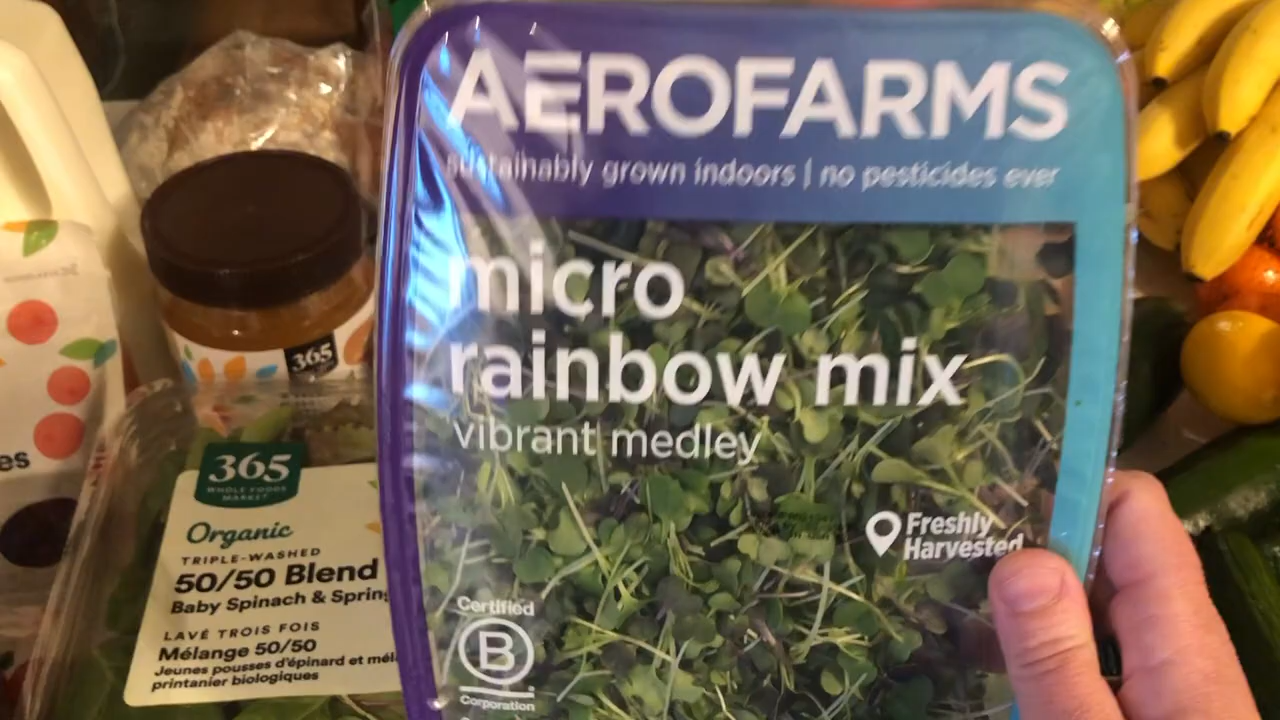 AEROFARMS
sustainably grown indoors | no pesticides ever
micro
rainbow mix
vibrant medley
Freshly
Harvested
Certified
B
Corporation
365
365
WHOLE FOODS
MARKET
Organic
TRIPLE-WASHED
50/50 Blend
Baby Spinach & Spring
LAVÉ TROIS FOIS
Mélange 50/50
Jeunes pousses d'épinard et mél
printanier biologiques
es